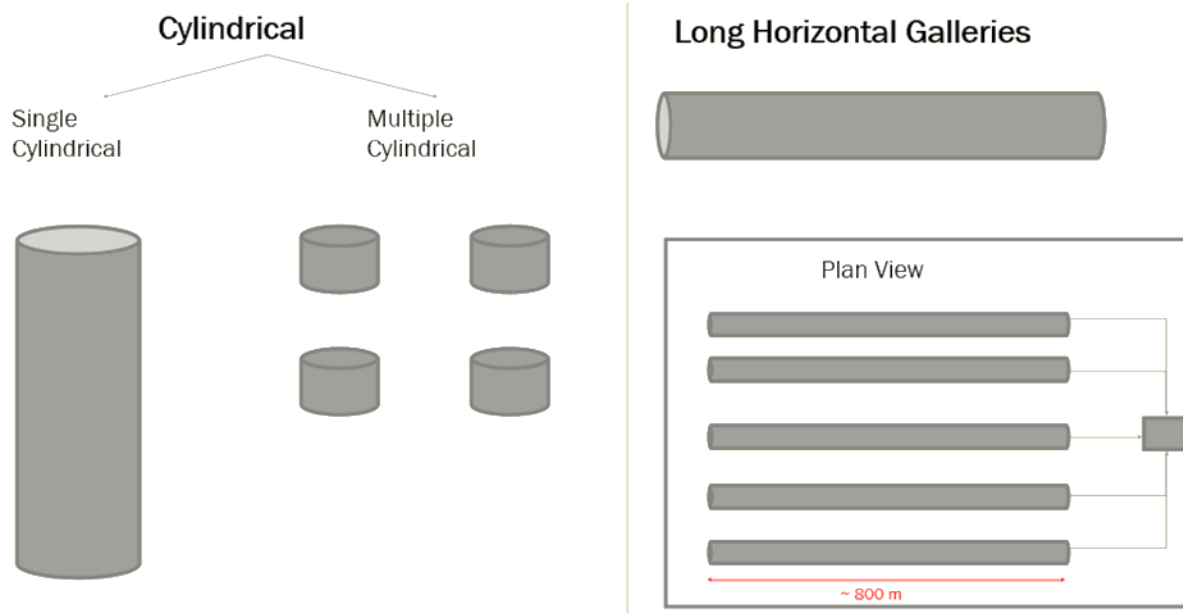 Cylindrical
Single
Cylindrical
Multiple
Cylindrical
Long Horizontal Galleries
Plan View
~ 800 m